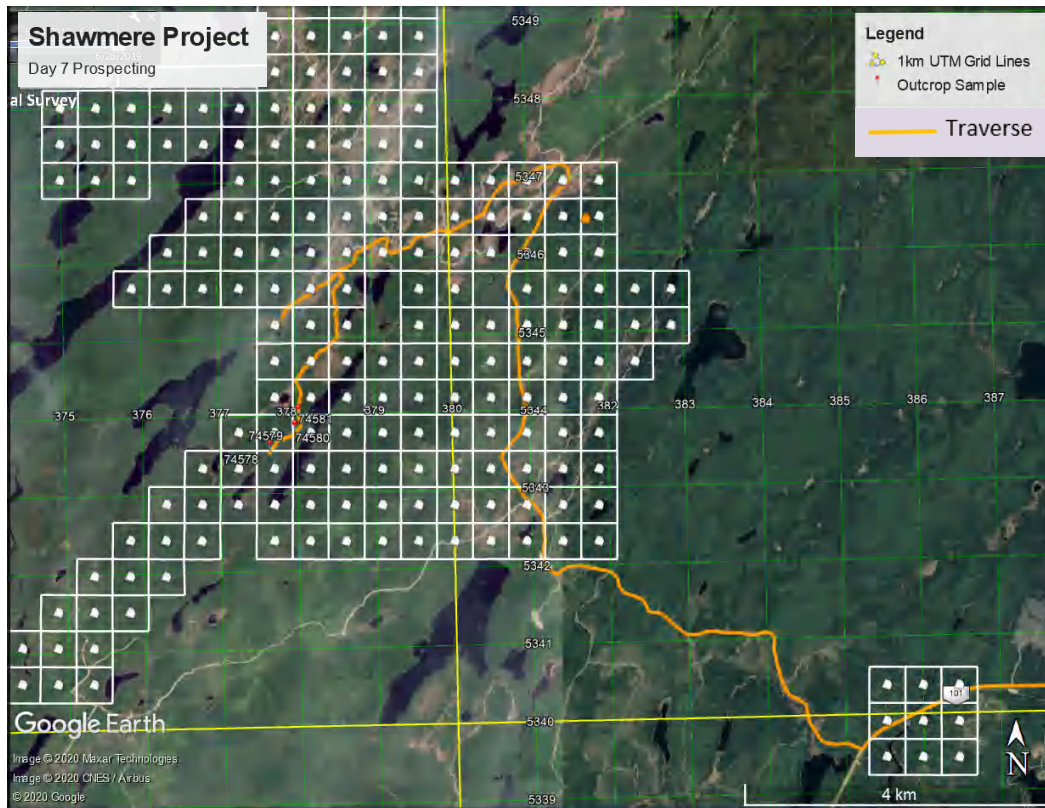 Shawmere Project
Day 7 Prospecting
al Survey
Legend
1km UTM Grid Lines
Outcrop Sample
Traverse
5349
5348
5347
5346
5345
375
376
377
378
379
380
5344
382
383
384
385
386
387
74581
74579
74580
74578
5343
5342
5341
5340
5339
101
N
4 km
Google Earth
Image © 2020 Maxar Technologies
Image © 2020 CNES / Airbus
© 2020 Google